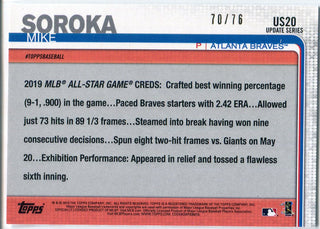 SOROKA
MIKE
70/76
US20
UPDATE SERIES
P | ATLANTA BRAVES™
#TOPPSBASEBALL
2019 MLB® ALL-STAR GAME® CREDS: Crafted best winning percentage
(9-1, .900) in the game...Paced Braves starters with 2.42 ERA...Allowed
just 73 hits in 89 1/3 frames...Steamed into break having won nine
consecutive decisions...Spun eight two-hit frames vs. Giants on May
20...Exhibition Performance: Appeared in relief and tossed a flawless
sixth inning.
Topps